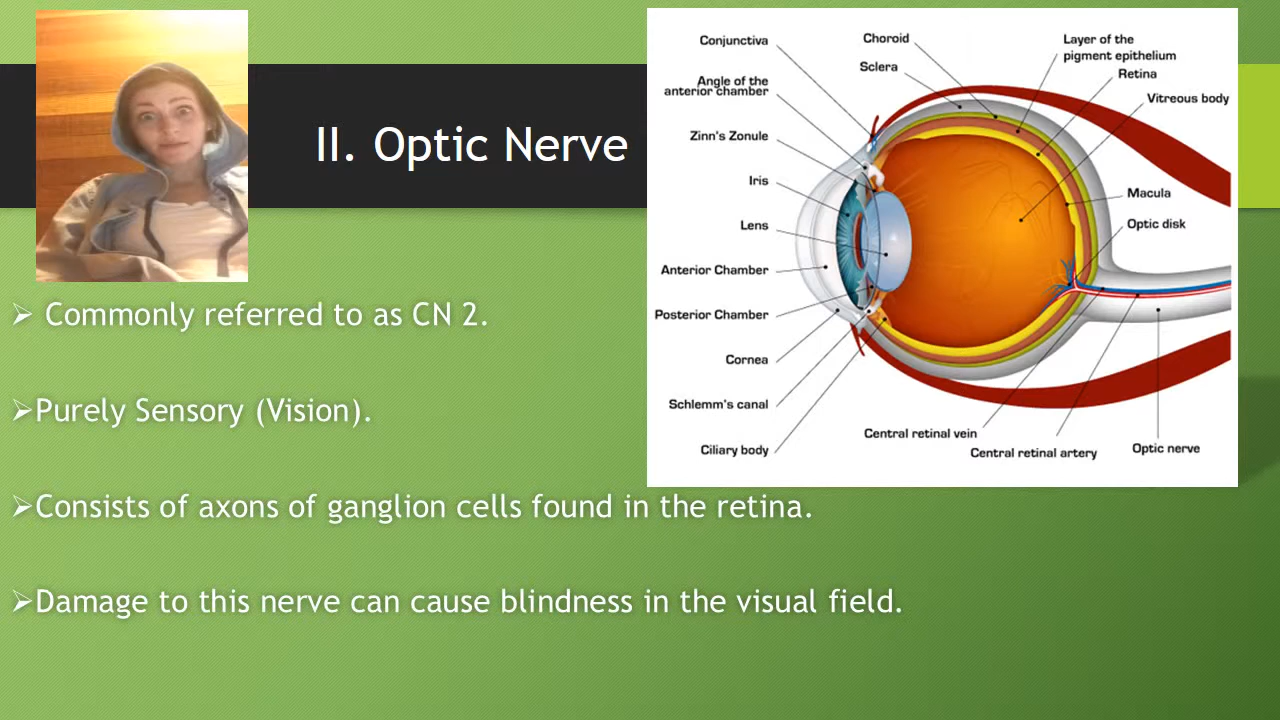 II. Optic Nerve
➢ Commonly referred to as CN 2.
➢Purely Sensory (Vision).
➢Consists of axons of ganglion cells found in the retina.
➢Damage to this nerve can cause blindness in the visual field.
Conjunctiva
Angle of the
anterior chamber
Zinn's Zonule
Iris
Lens
Anterior Chamber
Posterior Chamber
Cornea
Schlemm's canal
Ciliary body
Choroid
Sclera
Layer of the
pigment epithelium
Retina
Vitreous body
Macula
Optic disk
Central retinal vein
Central retinal artery
Optic nerve